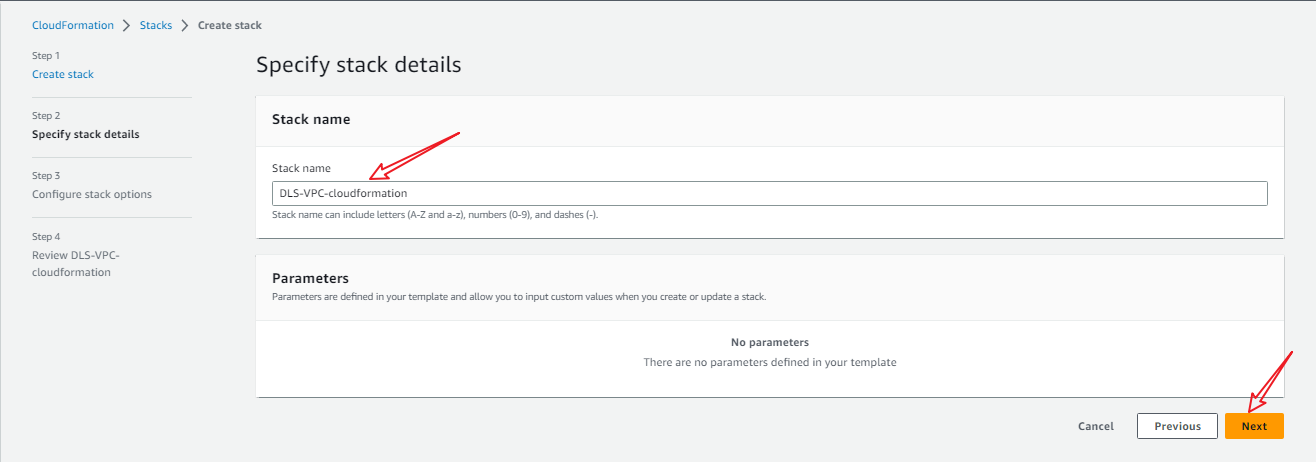 CloudFormation > Stacks > Create stack
Step 1
Create stack
Step 2
Specify stack details
Step 3
Configure stack options
Step 4
Review DLS-VPC-
cloudformation
Specify stack details
Stack name
Stack name
DLS-VPC-cloudformation
Stack name can include letters (A-Z and a-z), numbers (0-9), and dashes (-).
Parameters
Parameters are defined in your template and allow you to input custom values when you create or update a stack.
No parameters
There are no parameters defined in your template
Cancel Previous Next